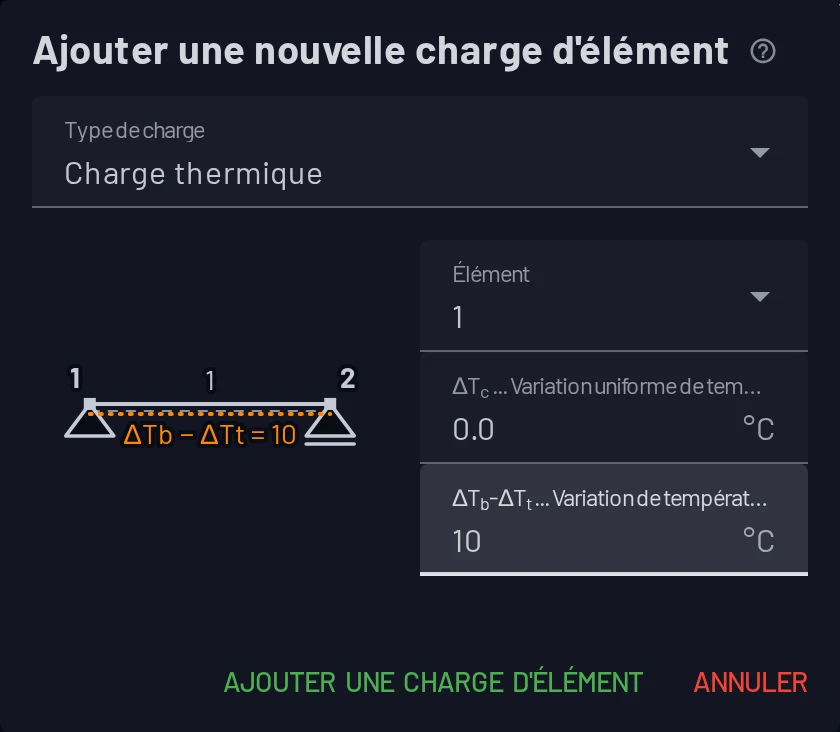 Ajouter une nouvelle charge d'élément
Type de charge
Charge thermique
Élément
1
1 1 2
ΔTc ... Variation uniforme de tem...
0.0 °C
ΔTb − ΔTt = 10
ΔTb-ΔTt ... Variation de températ...
10 °C
AJOUTER UNE CHARGE D'ÉLÉMENT ANNULER